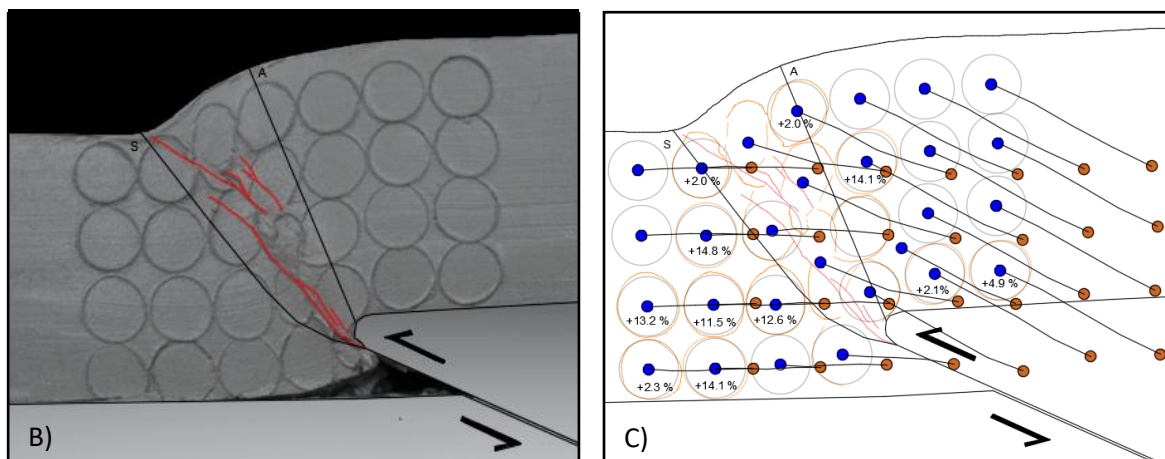 A
S
B)
A
+2.0 %
S
+2.0 %
+14.1 %
+14.8 %
+2.1%
+4.9 %
+13.2 %
+11.5 %
+12.6 %
+2.3 %
+14.1 %
C)